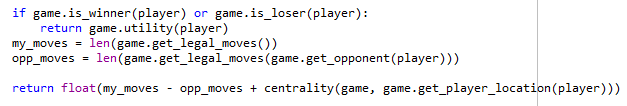 if game.is_winner(player) or game.is_loser(player):
    return game.utility(player)
my_moves = len(game.get_legal_moves())
opp_moves = len(game.get_legal_moves(game.get_opponent(player)))

return float(my_moves - opp_moves + centrality(game, game.get_player_location(player)))